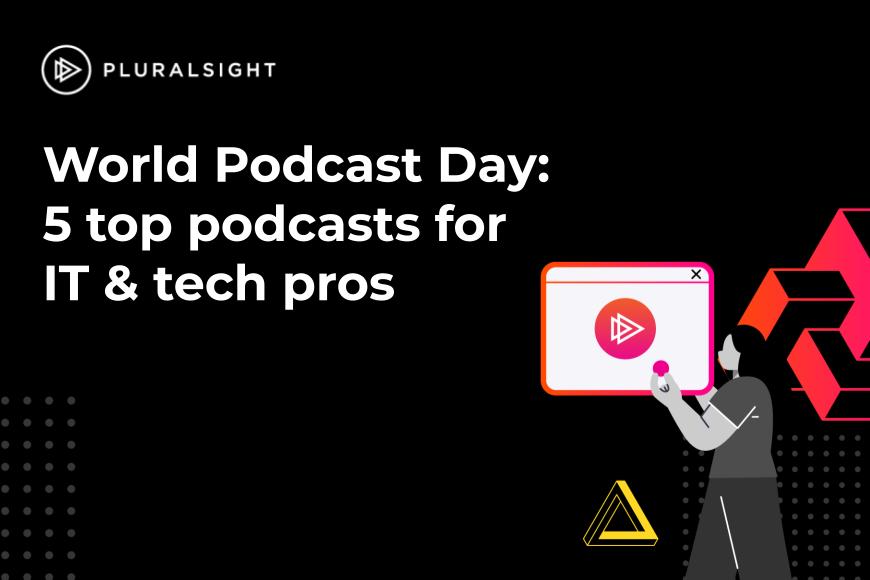 PLURALSIGHT
World Podcast Day:
5 top podcasts for
IT & tech pros